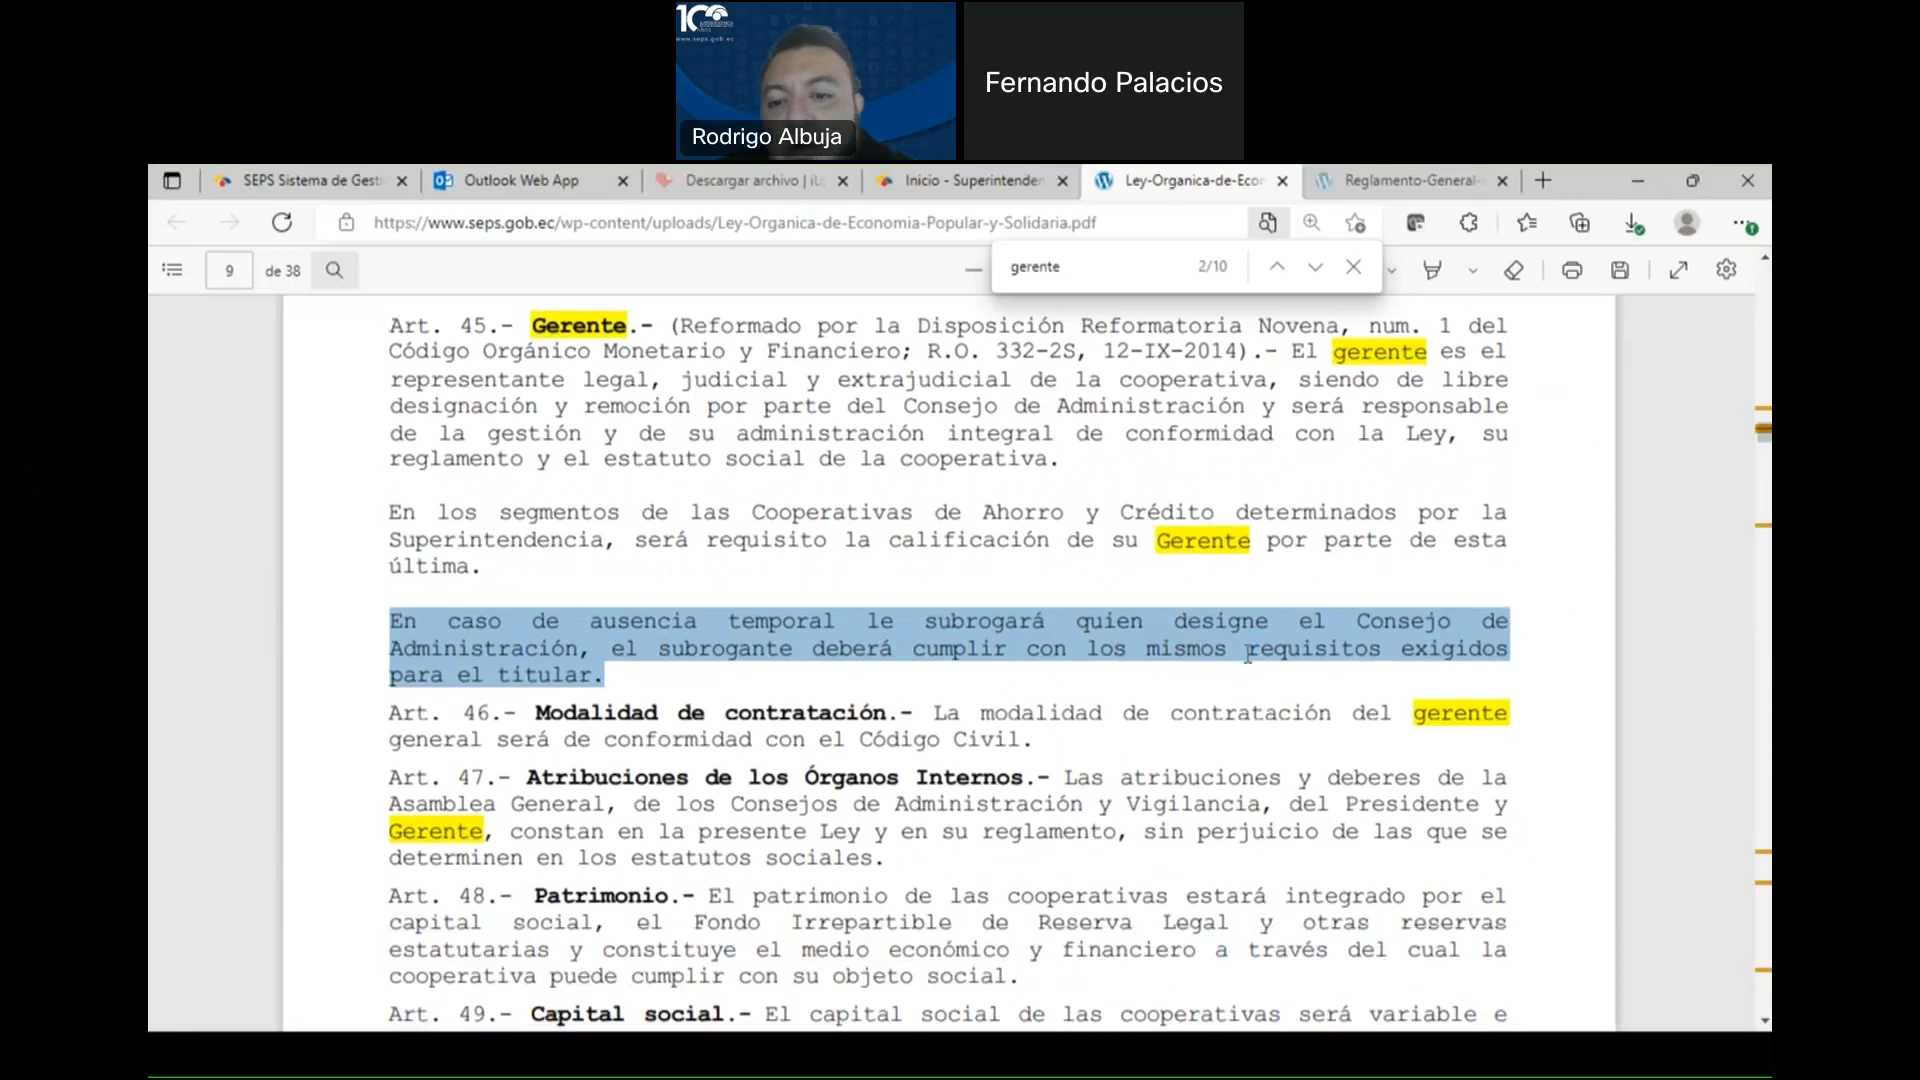 www.seps.gob.ec
Rodrigo Albuja
Fernando Palacios
SEPS Sistema de Gest
Outlook Web App
Descargar archivo | iL
Inicio - Superintenden
Ley-Organica-de-Econ
Reglamento-General-
https://www.seps.gob.ec/wp-content/uploads/Ley-Organica-de-Economia-Popular-y-Solidaria.pdf
9 de 38
gerente 2/10
Art. 45.- Gerente.- (Reformado por la Disposición Reformatoria Novena, num. 1 del
Código Orgánico Monetario y Financiero; R.O. 332-2S, 12-IX-2014).- El gerente es el
representante legal, judicial y extrajudicial de la cooperativa, siendo de libre
designación y remoción por parte del Consejo de Administración y será responsable
de la gestión y de su administración integral de conformidad con la Ley, su
reglamento y el estatuto social de la cooperativa.
En los segmentos de las Cooperativas de Ahorro y Crédito determinados por la
Superintendencia, será requisito la calificación de su Gerente por parte de esta
última.
En caso de ausencia temporal le subrogará quien designe el Consejo de
Administración, el subrogante deberá cumplir con los mismos requisitos exigidos
para el titular.
Art. 46.- Modalidad de contratación.- La modalidad de contratación del gerente
general será de conformidad con el Código Civil.
Art. 47.- Atribuciones de los Órganos Internos.- Las atribuciones y deberes de la
Asamblea General, de los Consejos de Administración y Vigilancia, del Presidente y
Gerente, constan en la presente Ley y en su reglamento, sin perjuicio de las que se
determinen en los estatutos sociales.
Art. 48.- Patrimonio.- El patrimonio de las cooperativas estará integrado por el
capital social, el Fondo Irrepartible de Reserva Legal y otras reservas
estatutarias y constituye el medio económico y financiero a través del cual la
cooperativa puede cumplir con su objeto social.
Art. 49.- Capital social.- El capital social de las cooperativas será variable e